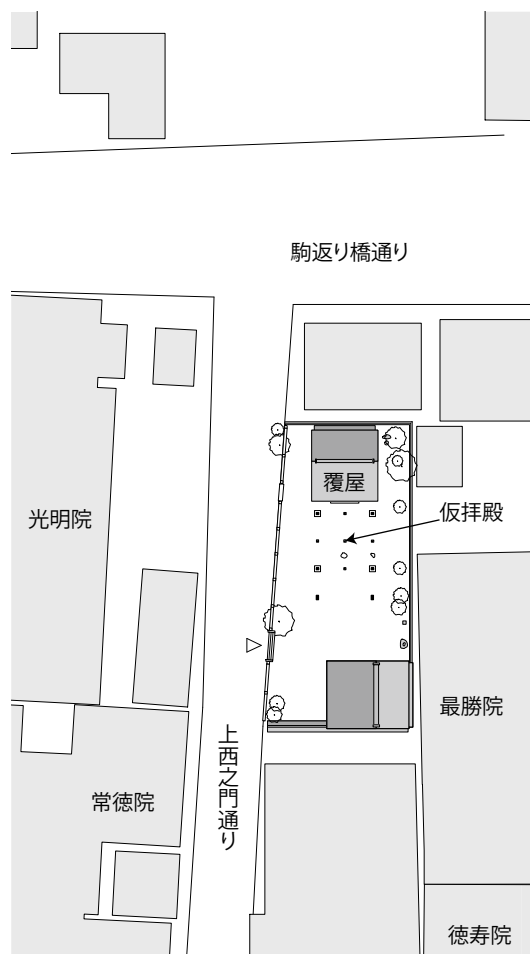 駒返り橋通り
覆屋
仮拝殿
光明院
最勝院
上西之門通り
常徳院
徳寿院